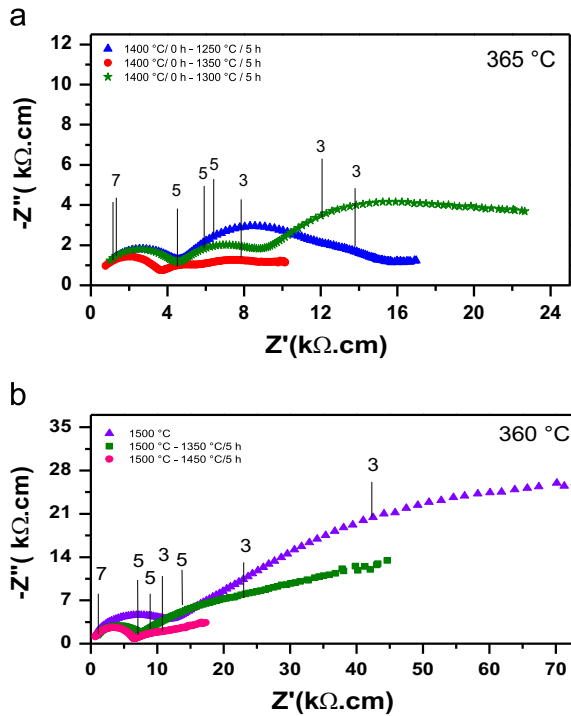 a
12
10
8
6
4
2
0
-Z''( kΩ.cm)
1400 °C/ 0 h – 1250 °C / 5 h
1400 °C/ 0 h – 1350 °C / 5 h
1400 °C/ 0 h – 1300 °C / 5 h
365 °C
7
5
5
5
3
3
3
0 4 8 12 16 20 24
Z'(kΩ.cm)
b
35
28
21
14
7
0
-Z''( kΩ.cm)
1500 °C
1500 °C – 1350 °C/5 h
1500 °C – 1450 °C/5 h
360 °C
7
5
5
3
5
3
3
0 10 20 30 40 50 60 70
Z'(kΩ.cm)